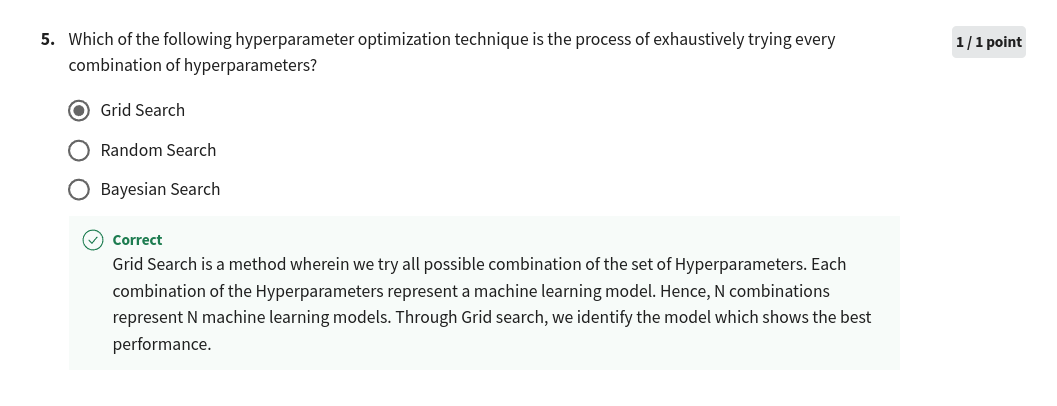 5. Which of the following hyperparameter optimization technique is the process of exhaustively trying every
combination of hyperparameters?
1 / 1 point
Grid Search
Random Search
Bayesian Search
Correct
Grid Search is a method wherein we try all possible combination of the set of Hyperparameters. Each
combination of the Hyperparameters represent a machine learning model. Hence, N combinations
represent N machine learning models. Through Grid search, we identify the model which shows the best
performance.